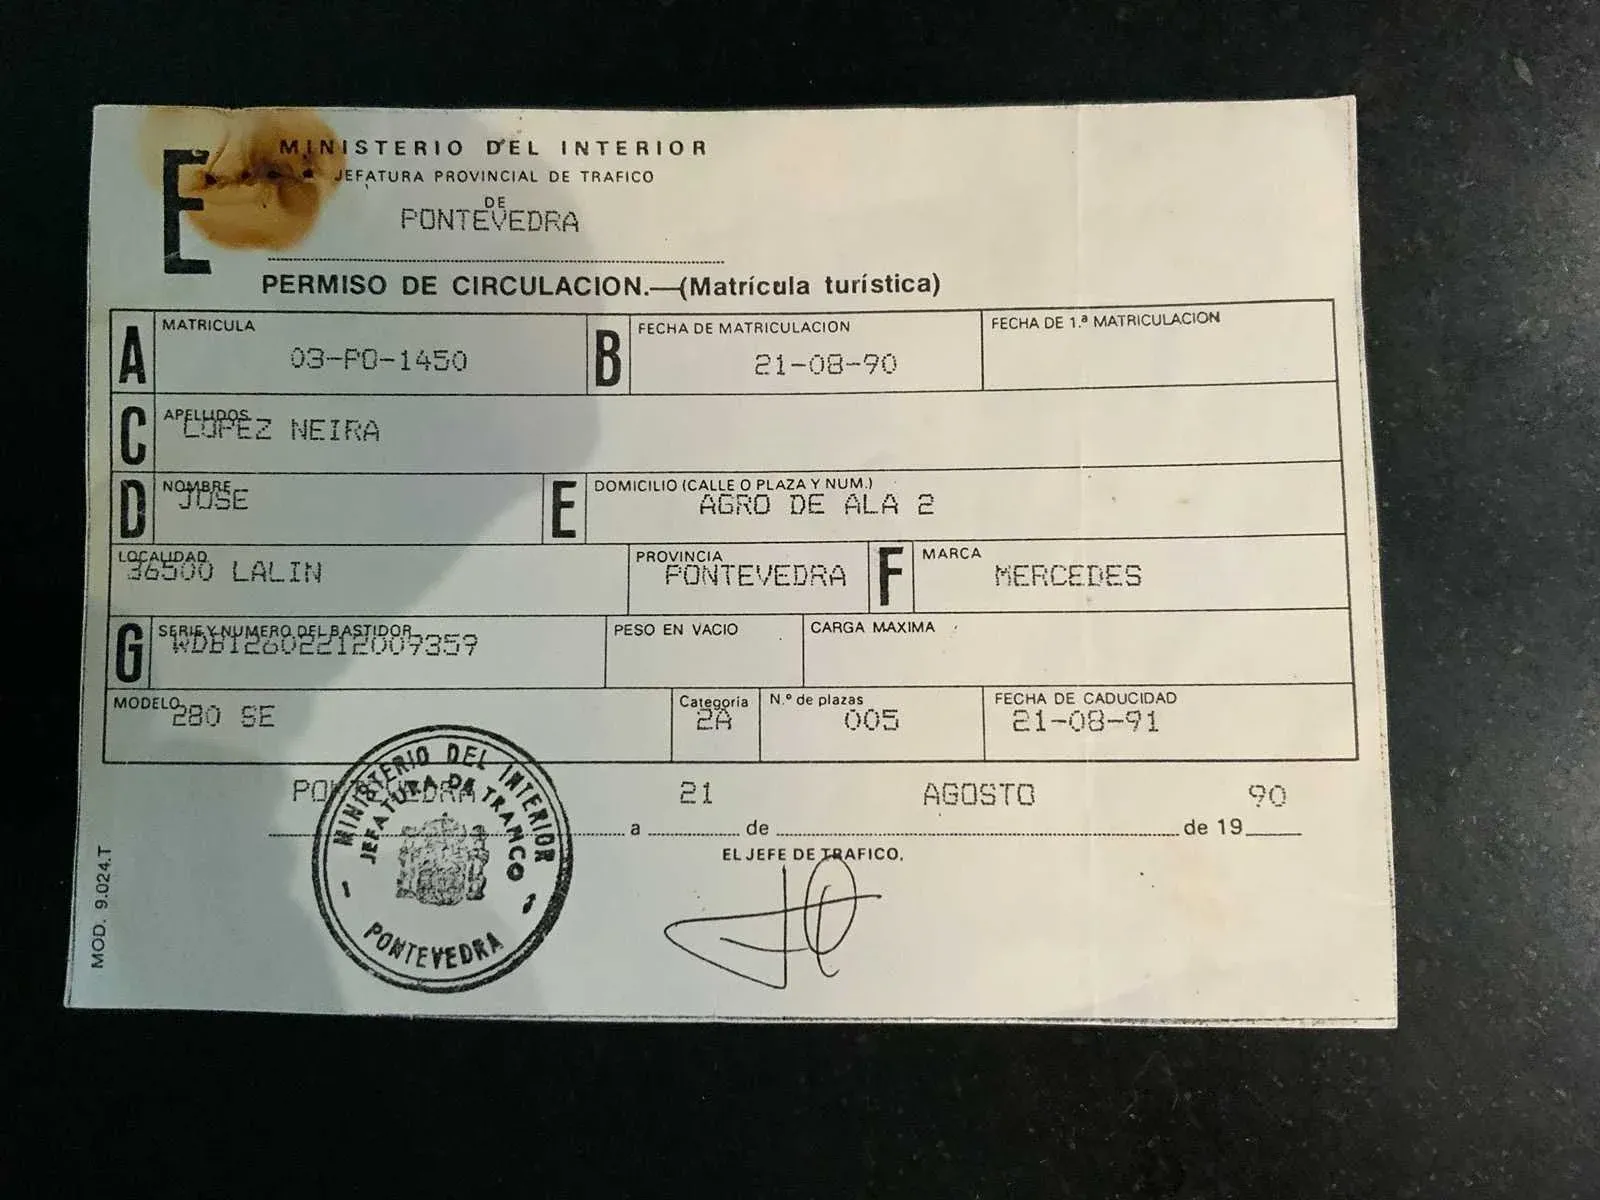 E
MINISTERIO DEL INTERIOR
JEFATURA PROVINCIAL DE TRAFICO
DE
PONTEVEDRA
PERMISO DE CIRCULACION.—(Matrícula turística)
A MATRICULA B FECHA DE MATRICULACION FECHA DE 1.ª MATRICULACION
03-PO-1450 21-08-90
C APELLIDOS
LOPEZ NEIRA
D NOMBRE E DOMICILIO (CALLE O PLAZA Y NUM.)
JOSE AGRO DE ALA 2
LOCALIDAD PROVINCIA F MARCA
36500 LALIN PONTEVEDRA MERCEDES
G SERIE Y NUMERO DEL BASTIDOR PESO EN VACIO CARGA MAXIMA
WDB12602212009359
MODELO Categoría N.º de plazas FECHA DE CADUCIDAD
280 SE 2A 005 21-08-91
PONTEVEDRA 21 AGOSTO 90
a de de 19
EL JEFE DE TRAFICO,
MINISTERIO DEL INTERIOR
JEFATURA DE TRAFICO
PONTEVEDRA
MOD. 9.024.T